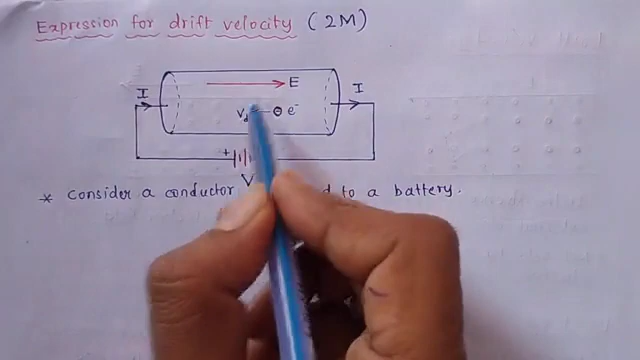 Expression for drift velocity (2M)
E
I
I
Vd
e⁻
+
V
* Consider a conductor d to a battery.